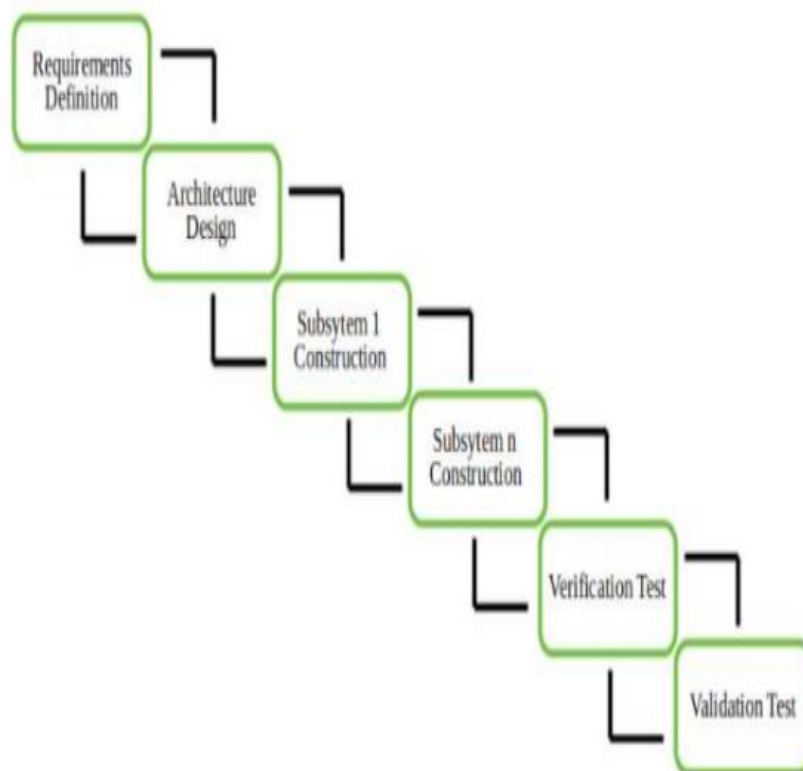 Requirements
Definition
Architecture
Design
Subsytem 1
Construction
Subsytem n
Construction
Verification Test
Validation Test